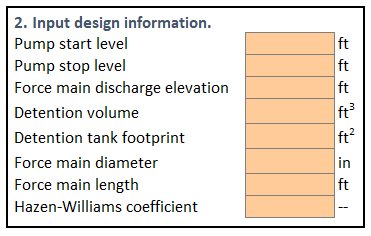 2. Input design information.
Pump start level ft
Pump stop level ft
Force main discharge elevation ft
Detention volume ft³
Detention tank footprint ft²
Force main diameter in
Force main length ft
Hazen-Williams coefficient --